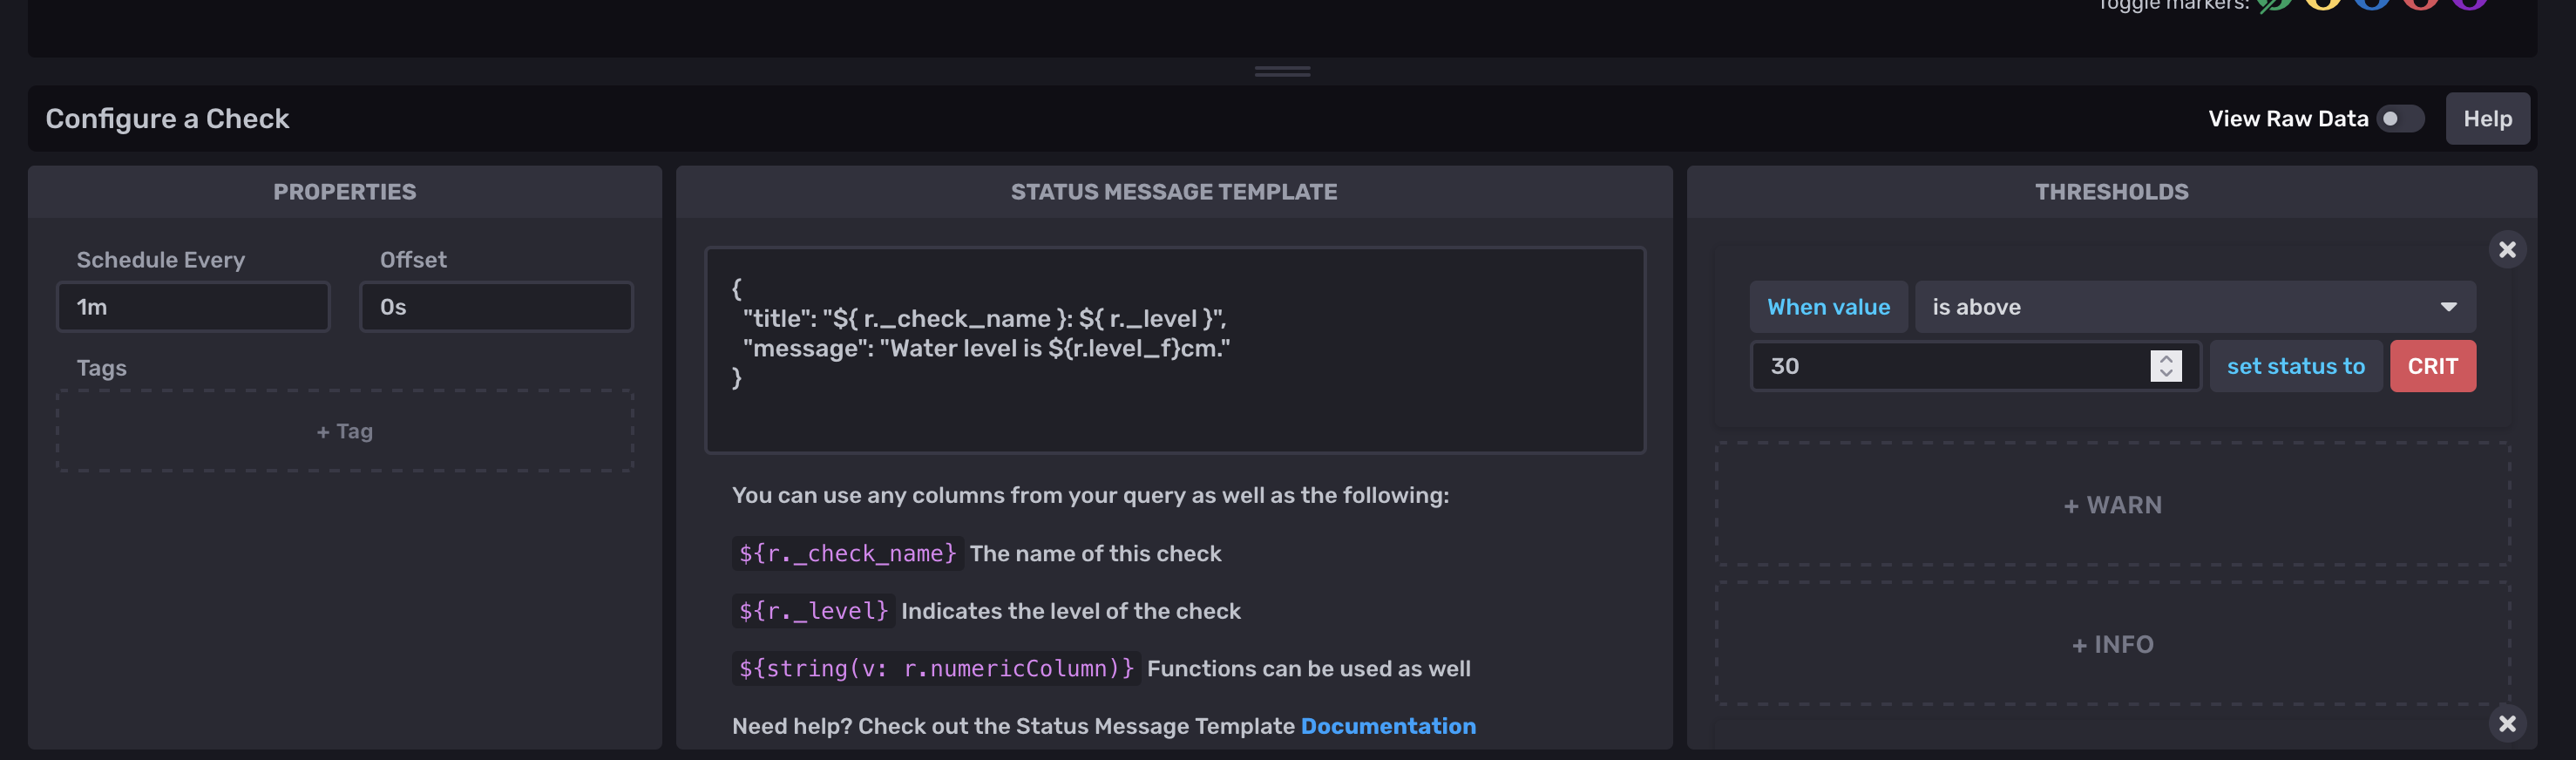 Toggle markers:
Configure a Check
View Raw Data
Help
PROPERTIES
STATUS MESSAGE TEMPLATE
THRESHOLDS
Schedule Every
Offset
1m
0s
Tags
+ Tag
{
"title": "${ r._check_name }: ${ r._level }",
"message": "Water level is ${r.level_f}cm."
}
You can use any columns from your query as well as the following:
${r._check_name} The name of this check
${r._level} Indicates the level of the check
${string(v: r.numericColumn)} Functions can be used as well
Need help? Check out the Status Message Template Documentation
When value
is above
30
set status to
CRIT
+ WARN
+ INFO